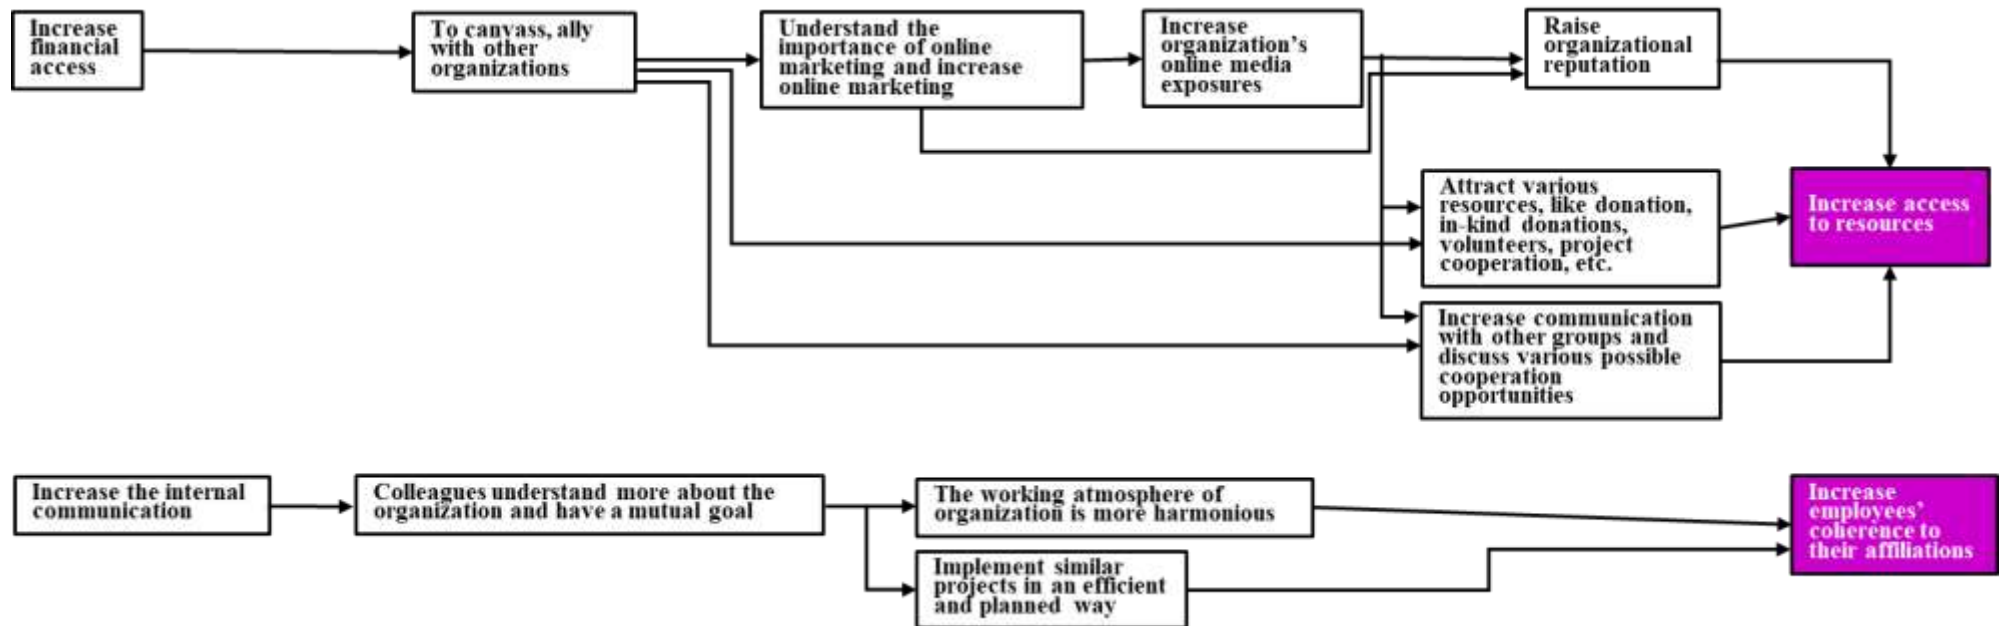 Increase
financial
access
To canvass, ally
with other
organizations
Understand the
importance of online
marketing and increase
online marketing
Increase
organization's
online media
exposures
Raise
organizational
reputation
Attract various
resources, like donation,
in-kind donations,
volunteers, project
cooperation, etc.
Increase access
to resources
Increase communication
with other groups and
discuss various possible
cooperation
opportunities
Increase the internal
communication
Colleagues understand more about the
organization and have a mutual goal
The working atmosphere of
organization is more harmonious
Implement similar
projects in an efficient
and planned way
Increase
employees'
coherence to
their affiliations